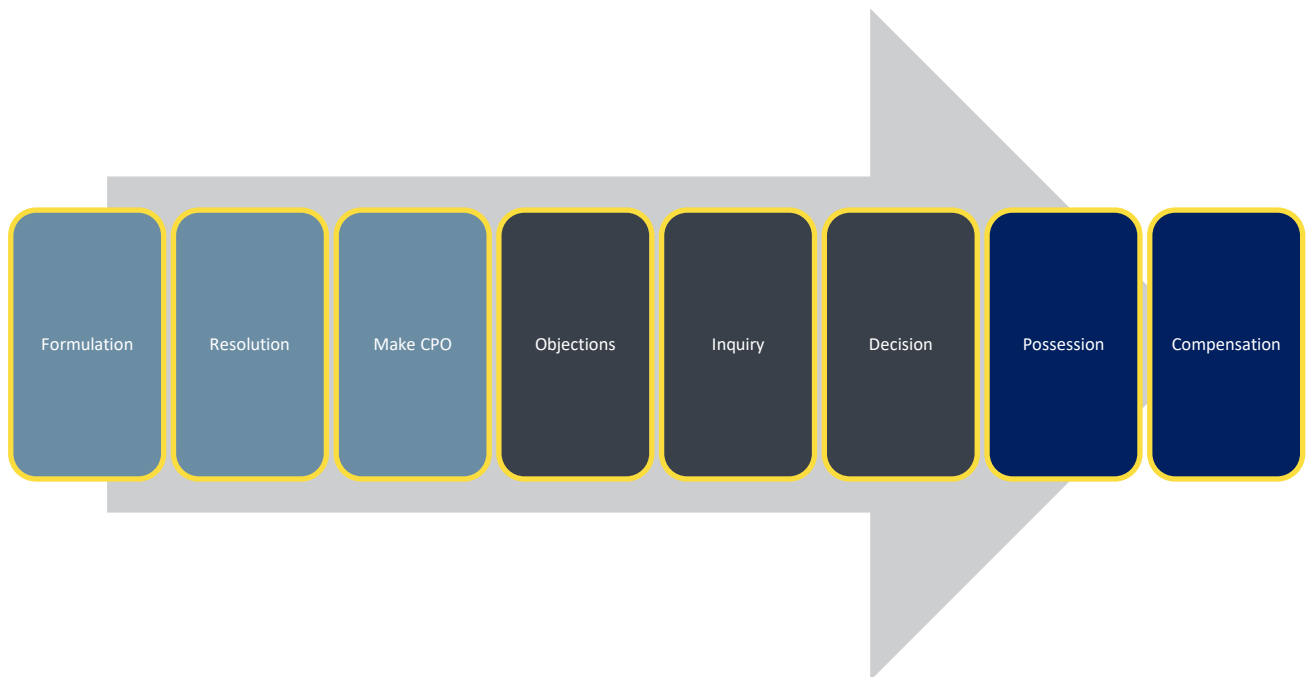 Formulation
Resolution
Make CPO
Objections
Inquiry
Decision
Possession
Compensation